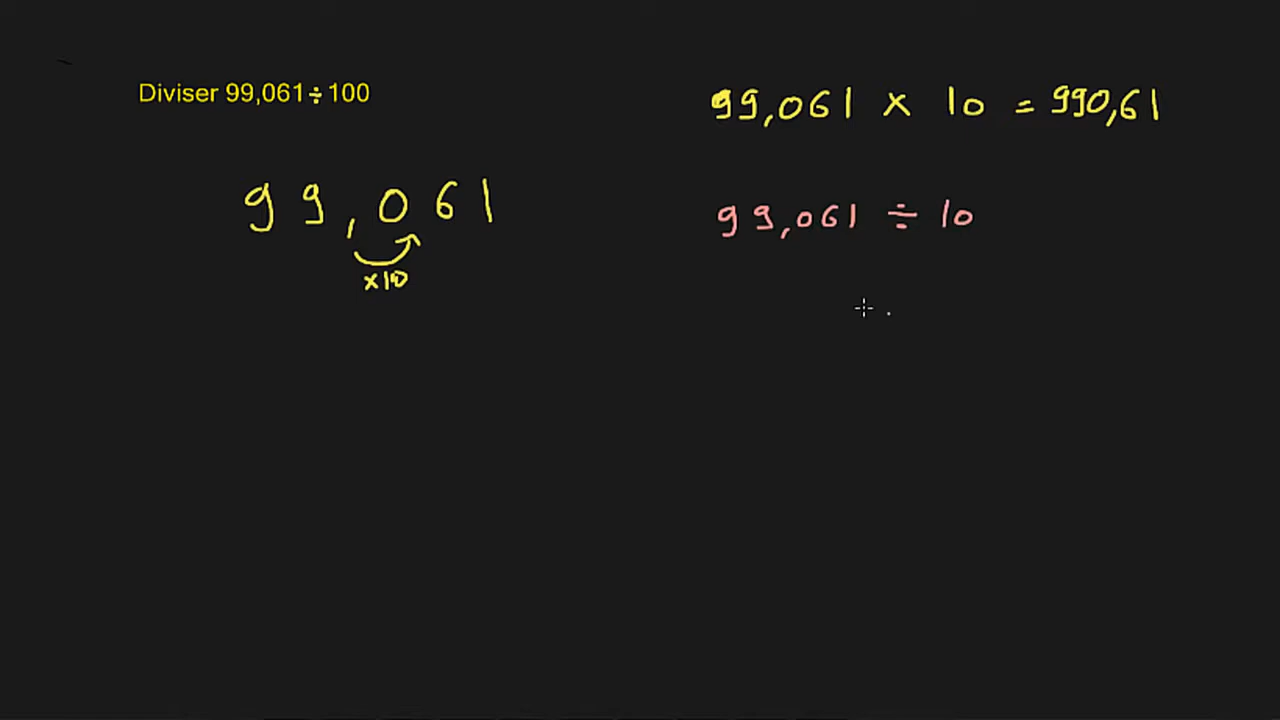 Diviser 99,061÷100
99,061 x 10 = 990,61
99,061
x10
99,061 ÷ 10